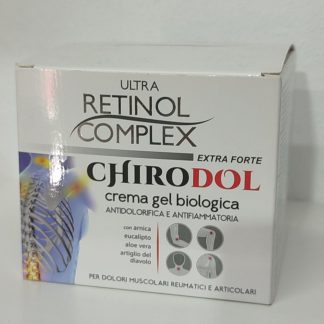 ULTRA
RETINOL
COMPLEX
EXTRA FORTE
CHIRODOL
crema gel biologica
ANTIDOLORIFICA E ANTIFIAMMATORIA
con arnica
eucalipto
aloe vera
artiglio del
diavolo
PER DOLORI MUSCOLARI REUMATICI E ARTICOLARI